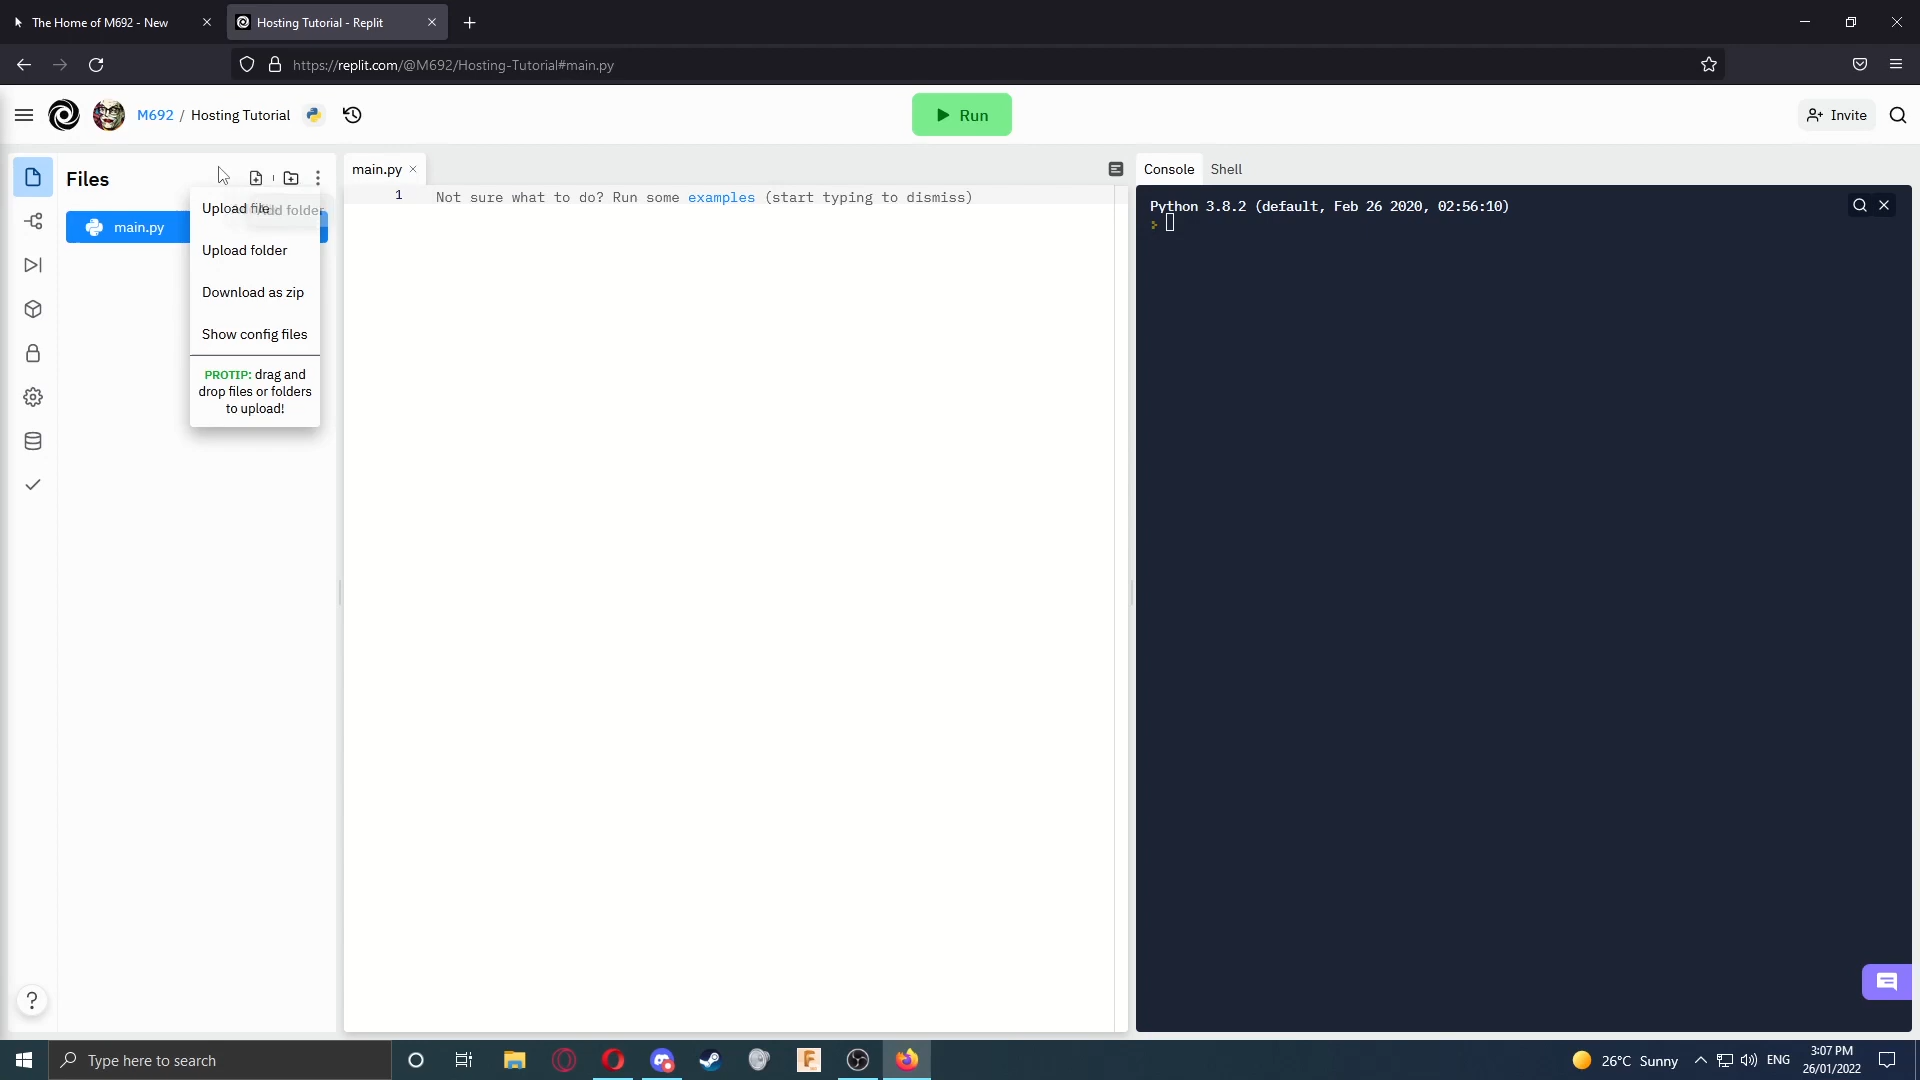 The Home of M692 - New
Hosting Tutorial - Replit
https://replit.com/@M692/Hosting-Tutorial#main.py
M692 / Hosting Tutorial
Run
Invite
Files
main.py
Upload file
Add folder
Upload folder
Download as zip
Show config files
PROTIP: drag and
drop files or folders
to upload!
main.py
1 Not sure what to do? Run some examples (start typing to dismiss)
Console
Shell
Python 3.8.2 (default, Feb 26 2020, 02:56:10)
Type here to search
26°C Sunny
ENG
3:07 PM
26/01/2022